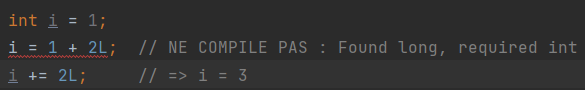 int i = 1;
i = 1 + 2L;  // NE COMPILE PAS : Found long, required int
i += 2L;     // => i = 3